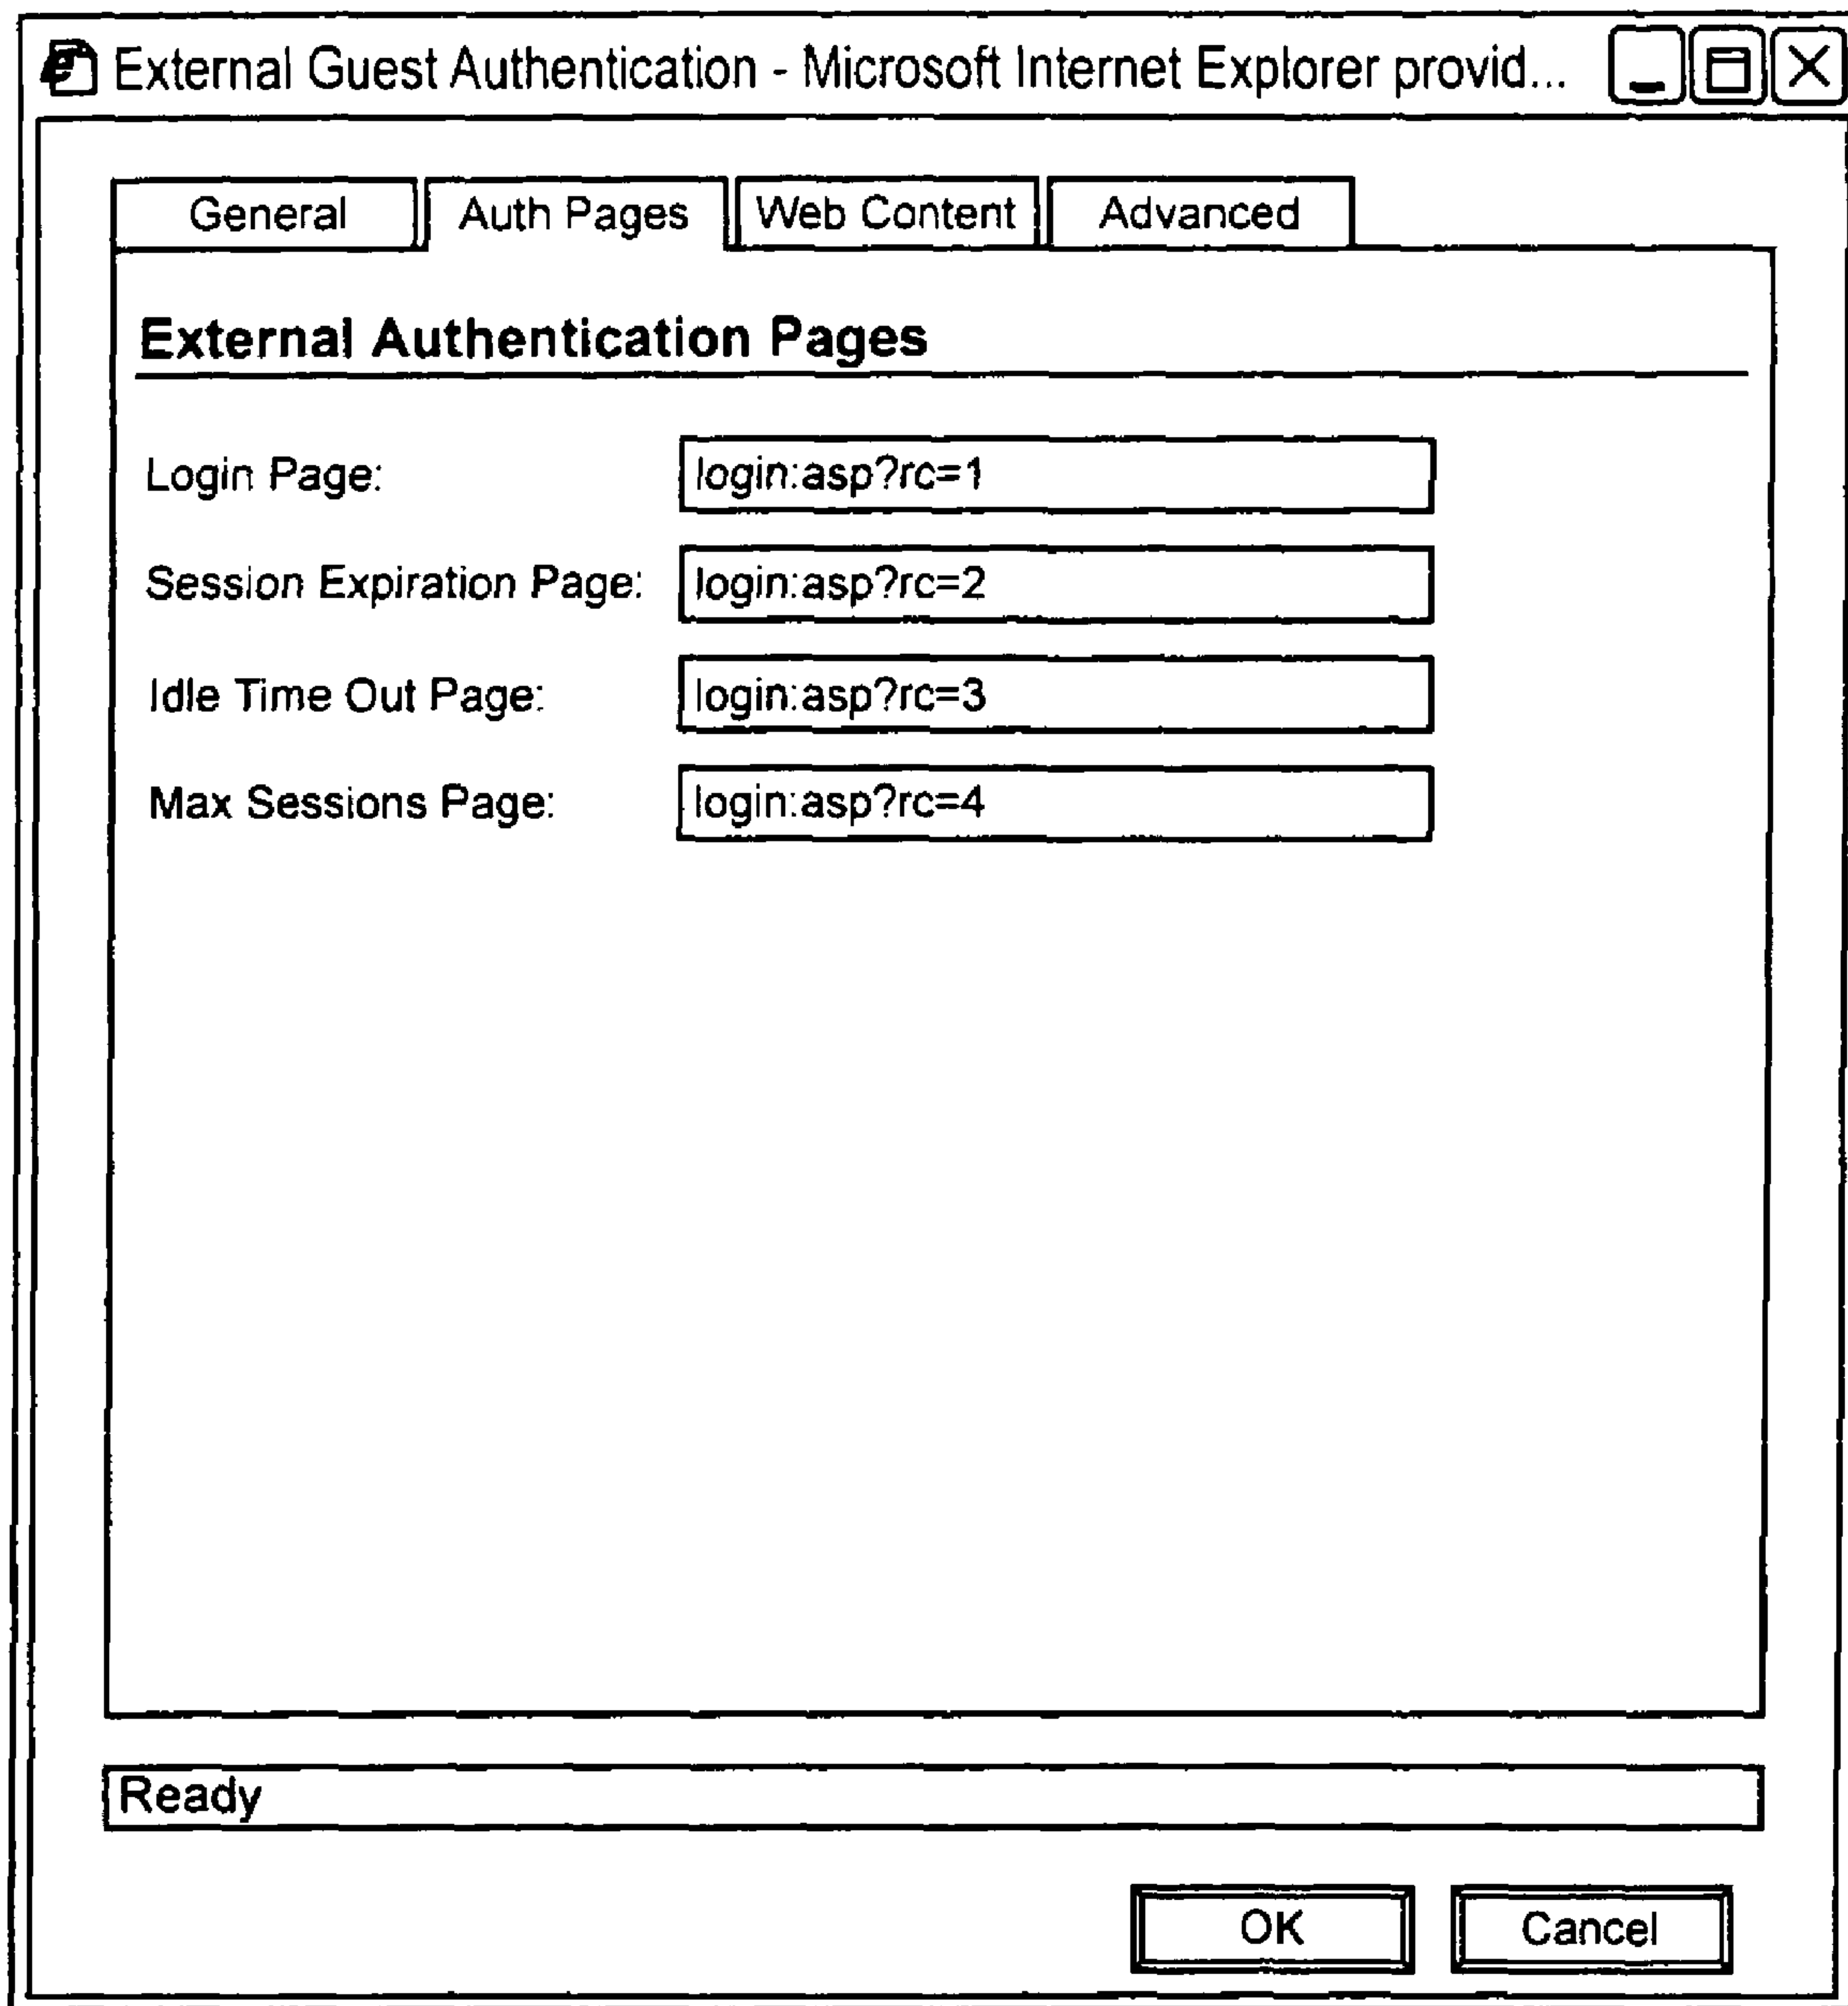 External Guest Authentication - Microsoft Internet Explorer provid...
General Auth Pages Web Content Advanced
External Authentication Pages
Login Page: login:asp?rc=1
Session Expiration Page: login:asp?rc=2
Idle Time Out Page: login:asp?rc=3
Max Sessions Page: login:asp?rc=4
Ready
OK Cancel